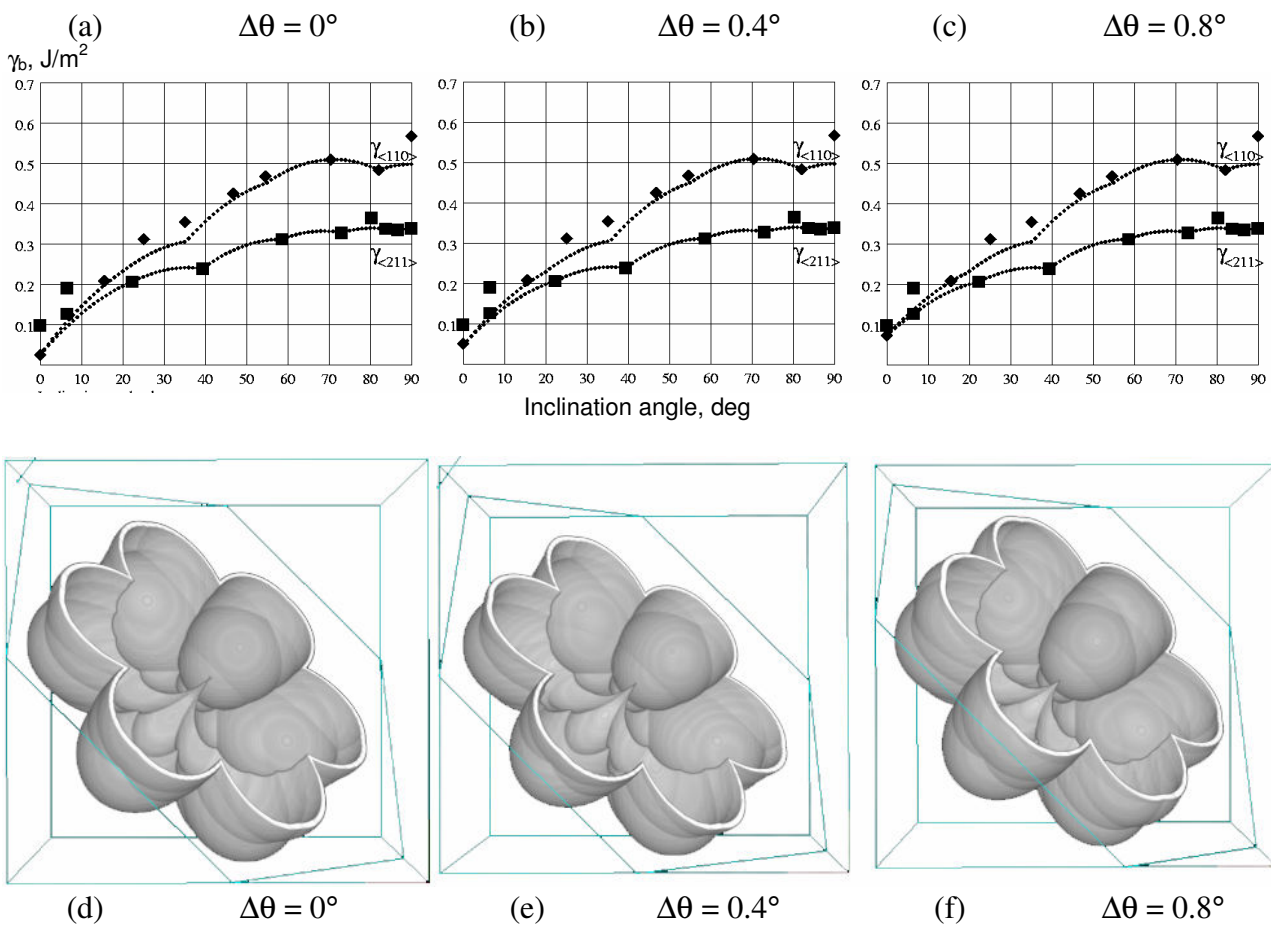 (a) Δθ = 0° (b) Δθ = 0.4° (c) Δθ = 0.8°
γb, J/m²
0.7 0.7 0.7
0.6 0.6 0.6
γ<110> γ<110> γ<110>
0.5 0.5 0.5
0.4 0.4 0.4
0.3 0.3 0.3
γ<211> γ<211> γ<211>
0.2 0.2 0.2
0.1 0.1 0.1
0 10 20 30 40 50 60 70 80 90 0 10 20 30 40 50 60 70 80 90 0 10 20 30 40 50 60 70 80 90
Inclination angle, deg
(d) Δθ = 0° (e) Δθ = 0.4° (f) Δθ = 0.8°